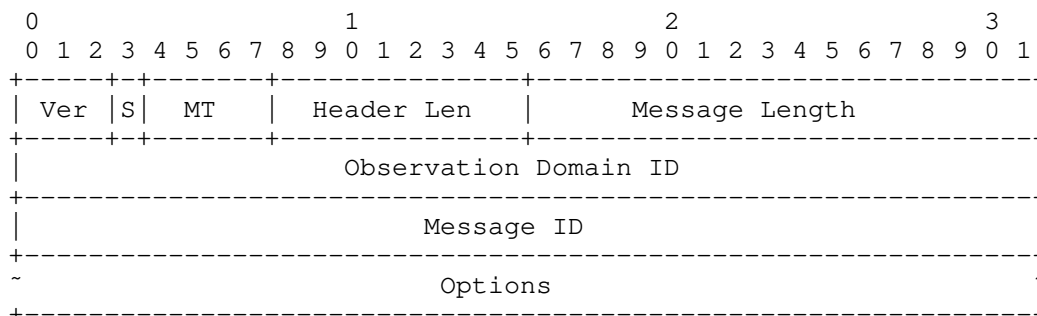 0 1 2 3
0 1 2 3 4 5 6 7 8 9 0 1 2 3 4 5 6 7 8 9 0 1 2 3 4 5 6 7 8 9 0 1
+-----+-+-------+---------------+--------------------------------
| Ver |S| MT | Header Len | Message Length
+-----+-+-------+---------------+--------------------------------
| Observation Domain ID
+----------------------------------------------------------------
| Message ID
+----------------------------------------------------------------
~ Options ~
+----------------------------------------------------------------